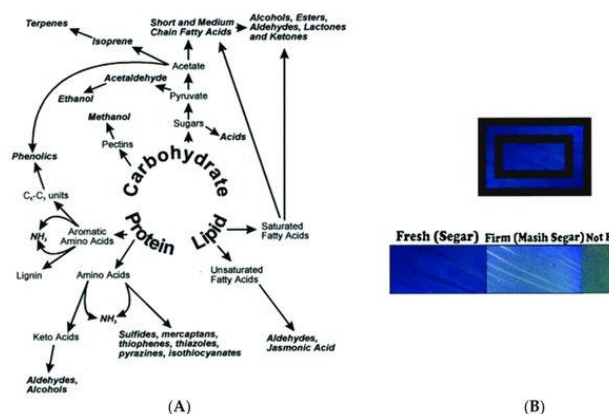 Terpenes
Isoprene
Short and Medium
Chain Fatty Acids
Alcohols, Esters,
Aldehydes, Lactones
and Ketones
Acetate
Acetaldehyde
Ethanol
Pyruvate
Methanol
Sugars
Acids
Pectins
Phenolics
Carbohydrate
Protein
Lipid
NH₃
Aromatic
Amino Acids
Saturated
Fatty Acids
Lignin
Amino Acids
Unsaturated
Fatty Acids
NH₃
Keto Acids
Sulfides, mercaptans,
thiophenes, thiazoles,
pyrazines, isothiocyanates
Aldehydes,
Jasmonic Acid
Aldehydes,
Alcohols
(A)
Fresh (Segar)
Firm (Masih Segar)
Not
(B)